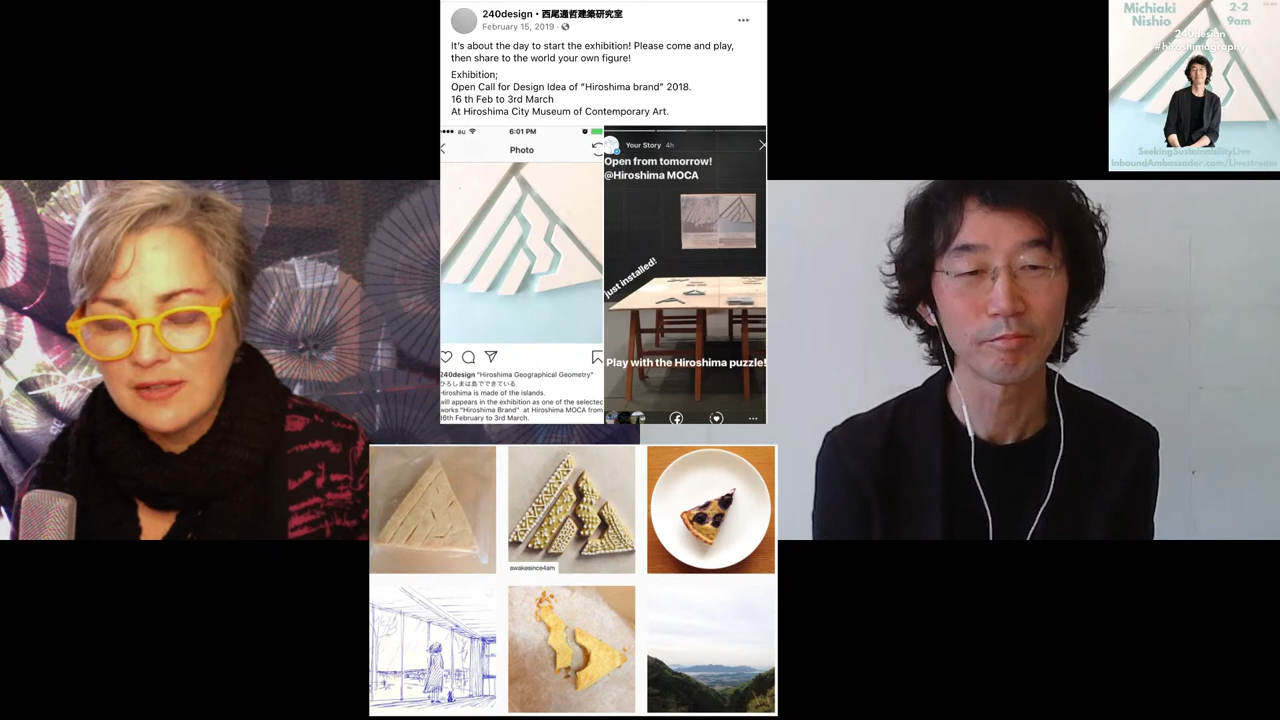 240design・西尾通哲建築研究室
February 15, 2019 ·
It's about the day to start the exhibition! Please come and play,
then share to the world your own figure!
Exhibition;
Open Call for Design Idea of "Hiroshima brand" 2018.
16 th Feb to 3rd March
At Hiroshima City Museum of Contemporary Art.
au
6:01 PM
Photo
240design "Hiroshima Geographical Geometry"
ひろしまは島でできている.
Hiroshima is made of the islands.
will appears in the exhibition as one of the selected
works "Hiroshima Brand" at Hiroshima MOCA from
16th February to 3rd March.
Your Story 4h
Open from tomorrow!
@Hiroshima MOCA
just installed!
Play with the Hiroshima puzzle!
awakesince4am
Michiaki
Nishio
2-2
9am
240design
#hiroshimography
SeekingSustainabilityLive
InboundAmbassador.com/Livestream